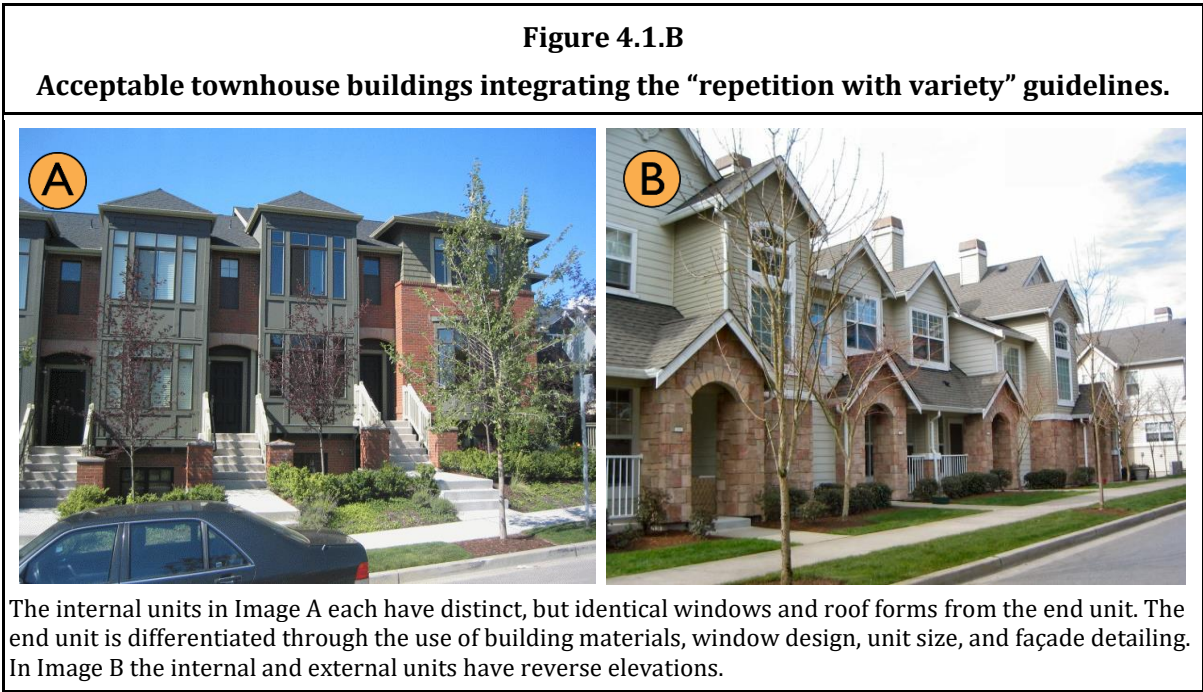 Figure 4.1.B
Acceptable townhouse buildings integrating the “repetition with variety” guidelines.
A
B
The internal units in Image A each have distinct, but identical windows and roof forms from the end unit. The
end unit is differentiated through the use of building materials, window design, unit size, and façade detailing.
In Image B the internal and external units have reverse elevations.